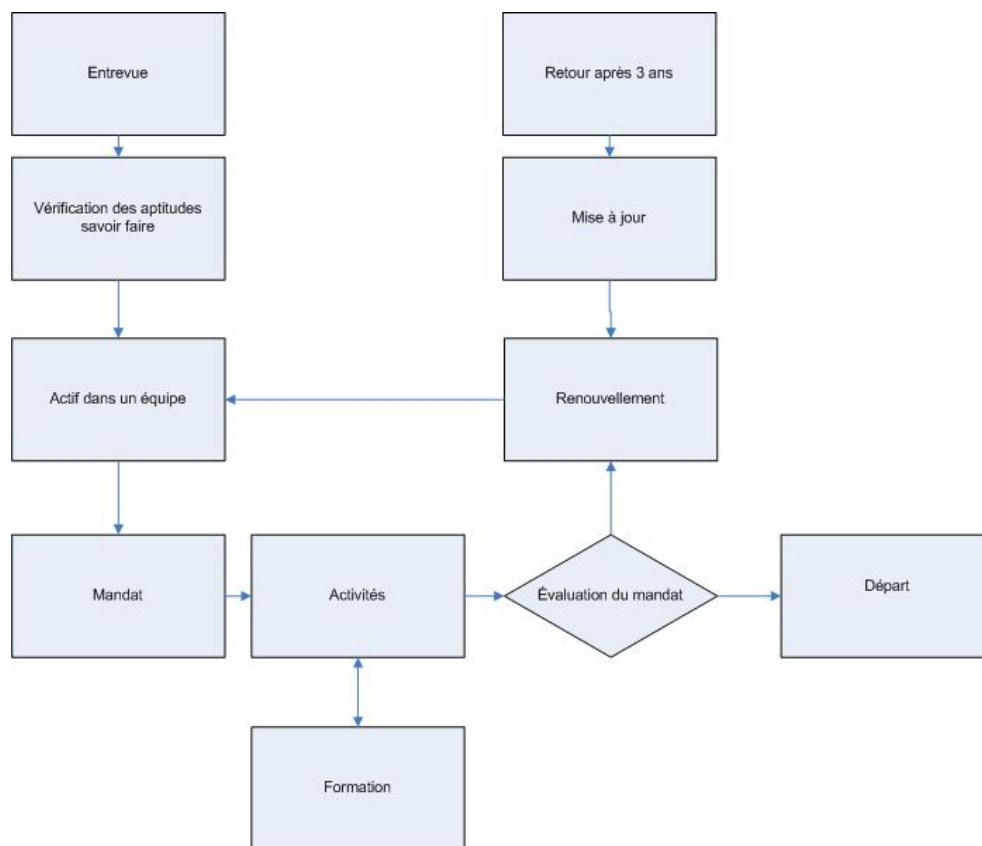 Entrevue
Retour après 3 ans
Vérification des aptitudes
savoir faire
Mise à jour
Actif dans un équipe
Renouvellement
Mandat
Activités
Évaluation du mandat
Départ
Formation